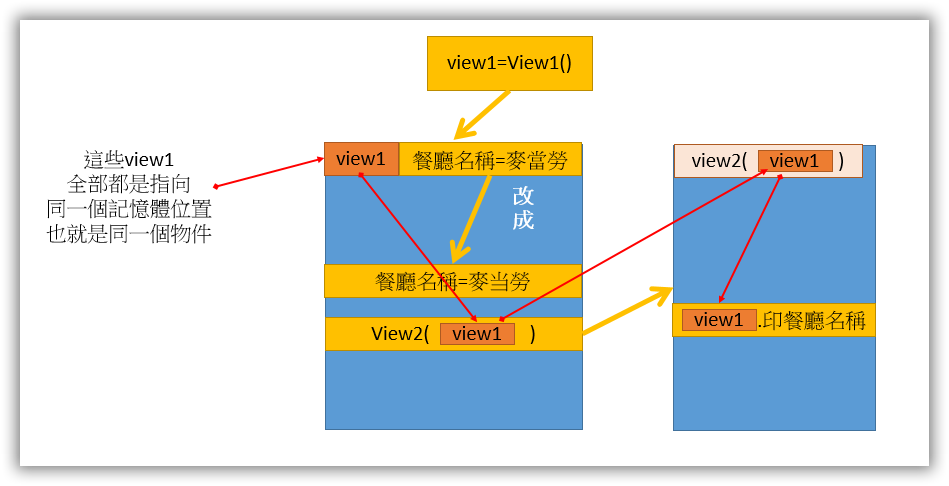 view1=View1()
這些view1
全部都是指向
同一個記憶體位置
也就是同一個物件
view1 餐廳名稱=麥當勞
改
成
餐廳名稱=麥当勞
View2( view1 )
view2( view1 )
view1.印餐廳名稱